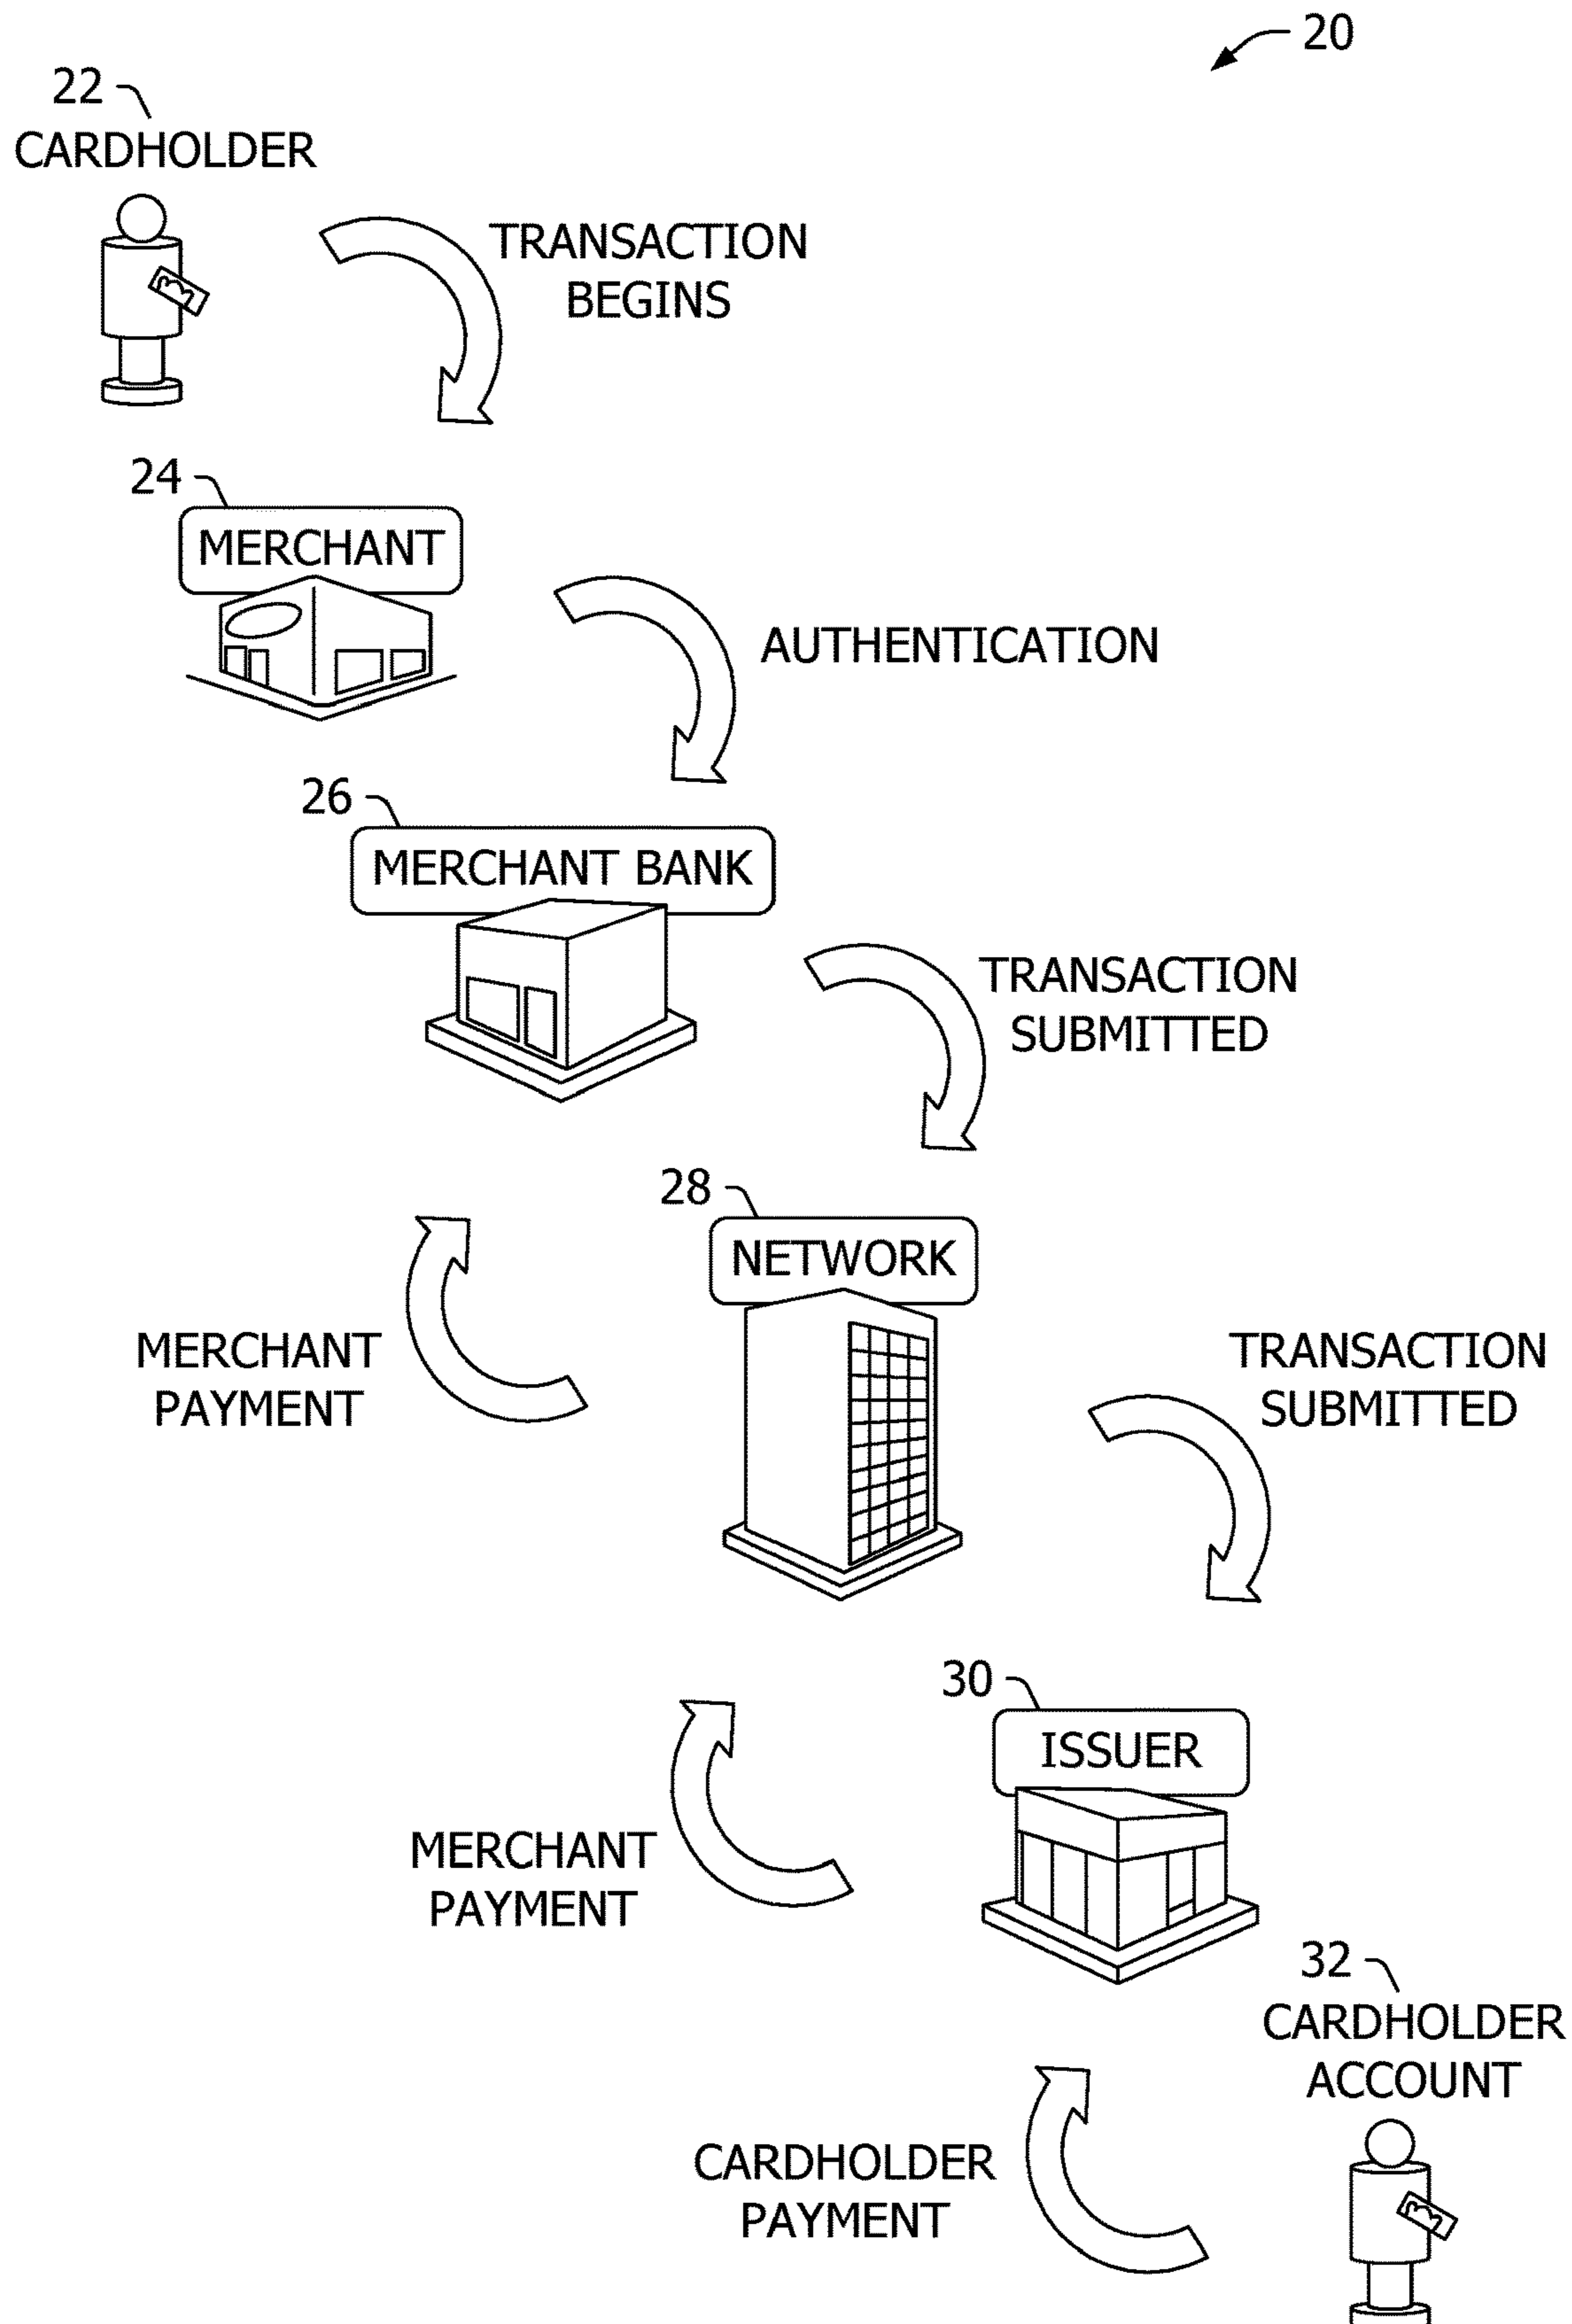 20
22
CARDHOLDER
TRANSACTION
BEGINS
24
MERCHANT
AUTHENTICATION
26
MERCHANT BANK
TRANSACTION
SUBMITTED
28
NETWORK
MERCHANT
PAYMENT
TRANSACTION
SUBMITTED
30
ISSUER
MERCHANT
PAYMENT
32
CARDHOLDER
ACCOUNT
CARDHOLDER
PAYMENT